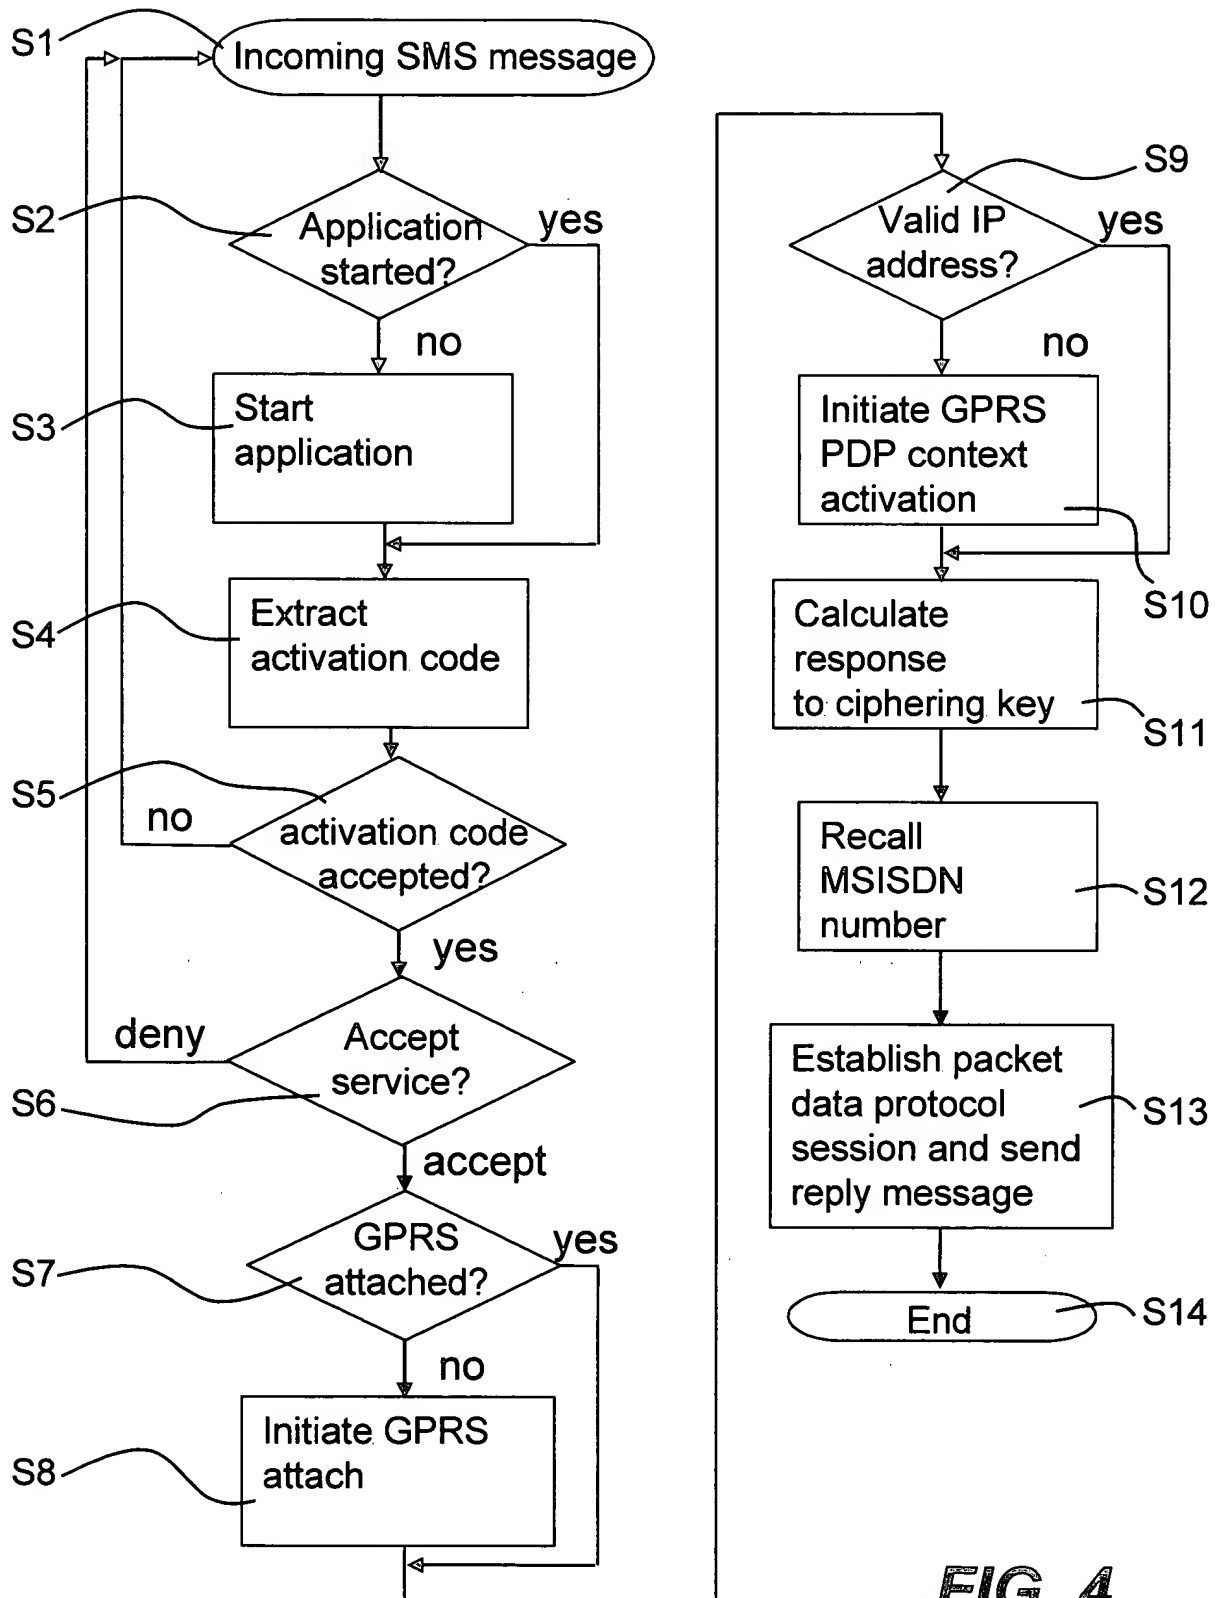 S1
Incoming SMS message
S2
Application
started?
yes
no
S3
Start
application
S4
Extract
activation code
S5
no
activation code
accepted?
yes
deny
Accept
service?
S6
accept
GPRS
attached?
yes
S7
no
Initiate GPRS
attach
S8
S9
Valid IP
address?
yes
no
Initiate GPRS
PDP context
activation
S10
Calculate
response
to ciphering key
S11
Recall
MSISDN
number
S12
Establish packet
data protocol
session and send
reply message
S13
End
S14
FIG. 4